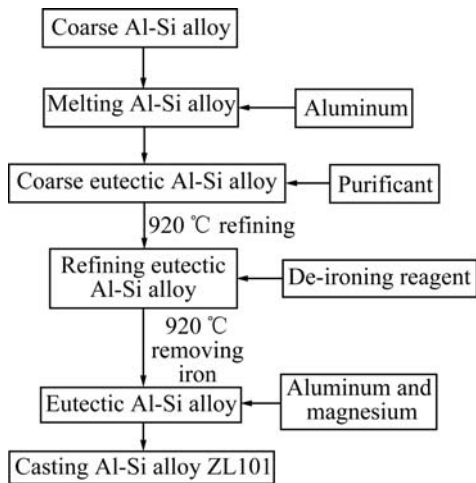 Coarse Al-Si alloy
Melting Al-Si alloy
Aluminum
Coarse eutectic Al-Si alloy
Purificant
920 ℃ refining
Refining eutectic
Al-Si alloy
De-ironing reagent
920 ℃
removing
iron
Eutectic Al-Si alloy
Aluminum and
magnesium
Casting Al-Si alloy ZL101